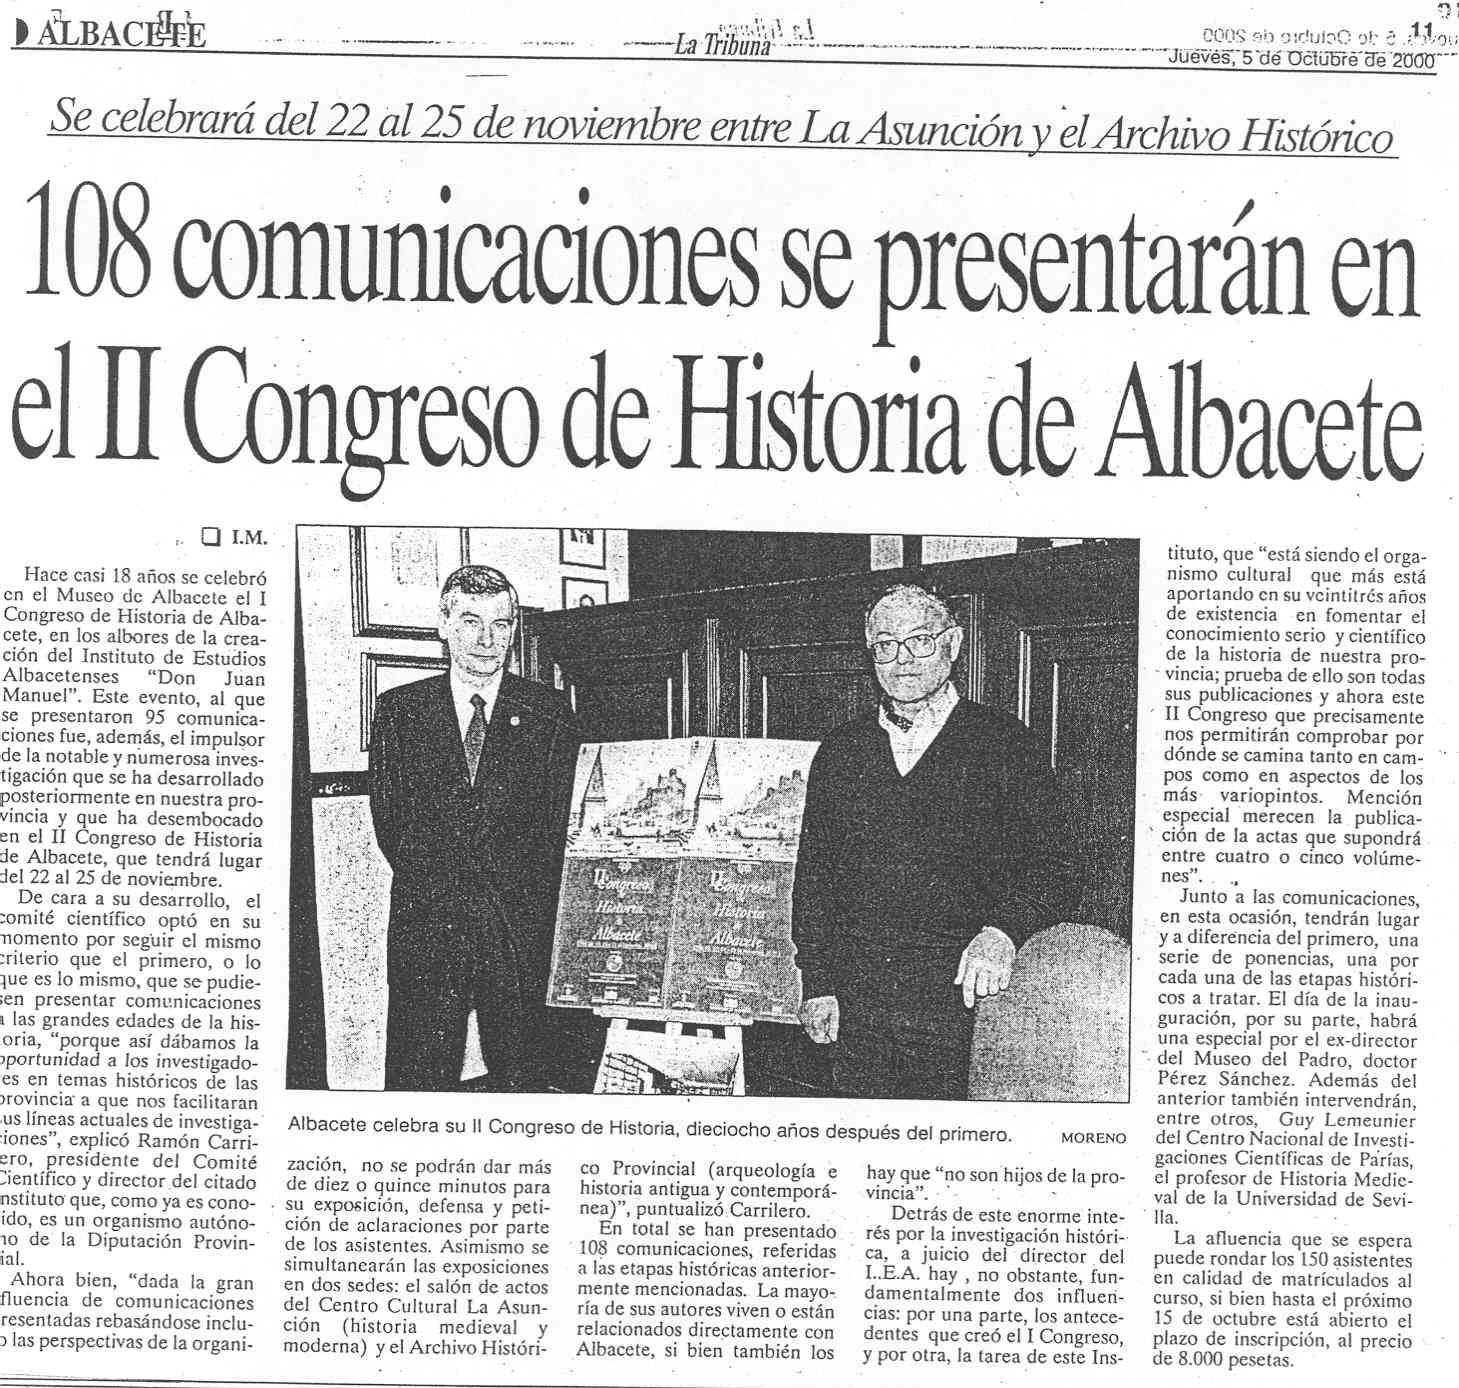 ALBACETE
La Tribuna
11
Jueves, 5 de Octubre de 2000
Se celebrará del 22 al 25 de noviembre entre La Asunción y el Archivo Histórico
108 comunicaciones se presentarán en
el II Congreso de Historia de Albacete
❏ I.M.
Hace casi 18 años se celebró
en el Museo de Albacete el I
Congreso de Historia de Alba-
cete, en los albores de la crea-
ción del Instituto de Estudios
Albacetenses “Don Juan
Manuel”. Este evento, al que
se presentaron 95 comunica-
ciones fue, además, el impulsor
de la notable y numerosa inves-
tigación que se ha desarrollado
posteriormente en nuestra pro-
vincia y que ha desembocado
en el II Congreso de Historia
de Albacete, que tendrá lugar
del 22 al 25 de noviembre.
De cara a su desarrollo, el
comité científico optó en su
momento por seguir el mismo
criterio que el primero, o lo
que es lo mismo, que se pudie-
sen presentar comunicaciones
a las grandes edades de la his-
oria, “porque así dábamos la
oportunidad a los investigado-
es en temas históricos de las
provincia a que nos facilitaran
us líneas actuales de investiga-
iones”, explicó Ramón Carri-
ero, presidente del Comité
Científico y director del citado
nstituto que, como ya es cono-
ido, es un organismo autóno-
no de la Diputación Provin-
ial.
Ahora bien, “dada la gran
fluencia de comunicaciones
resentadas rebasándose inclu-
o las perspectivas de la organi-
II Congreso
Historia
de
Albacete
II Congreso
Historia
de
Albacete
Albacete celebra su II Congreso de Historia, dieciocho años después del primero.
MORENO
zación, no se podrán dar más
de diez o quince minutos para
su exposición, defensa y peti-
ción de aclaraciones por parte
de los asistentes. Asimismo se
simultanearán las exposiciones
en dos sedes: el salón de actos
del Centro Cultural La Asun-
ción (historia medieval y
moderna) y el Archivo Históri-
co Provincial (arqueología e
historia antigua y contemporá-
nea)”, puntualizó Carrilero.
En total se han presentado
108 comunicaciones, referidas
a las etapas históricas anterior-
mente mencionadas. La mayo-
ría de sus autores viven o están
relacionados directamente con
Albacete, si bien también los
hay que “no son hijos de la pro-
vincia”.
Detrás de este enorme inte-
rés por la investigación históri-
ca, a juicio del director del
I..E.A. hay , no obstante, fun-
damentalmente dos influen-
cias: por una parte, los antece-
dentes que creó el I Congreso,
y por otra, la tarea de este Ins-
tituto, que “está siendo el orga-
nismo cultural que más está
aportando en su veintitrés años
de existencia en fomentar el
conocimiento serio y científico
de la historia de nuestra pro-
vincia; prueba de ello son todas
sus publicaciones y ahora este
II Congreso que precisamente
nos permitirán comprobar por
dónde se camina tanto en cam-
pos como en aspectos de los
más variopintos. Mención
especial merecen la publica-
ción de la actas que supondrá
entre cuatro o cinco volúme-
nes”.
Junto a las comunicaciones,
en esta ocasión, tendrán lugar
y a diferencia del primero, una
serie de ponencias, una por
cada una de las etapas históri-
cos a tratar. El día de la inau-
guración, por su parte, habrá
una especial por el ex-director
del Museo del Padro, doctor
Pérez Sánchez. Además del
anterior también intervendrán,
entre otros, Guy Lemeunier
del Centro Nacional de Investi-
gaciones Científicas de Parías,
el profesor de Historia Medie-
val de la Universidad de Sevi-
lla.
La afluencia que se espera
puede rondar los 150 asistentes
en calidad de matrículados al
curso, si bien hasta el próximo
15 de octubre está abierto el
plazo de inscripción, al precio
de 8.000 pesetas.